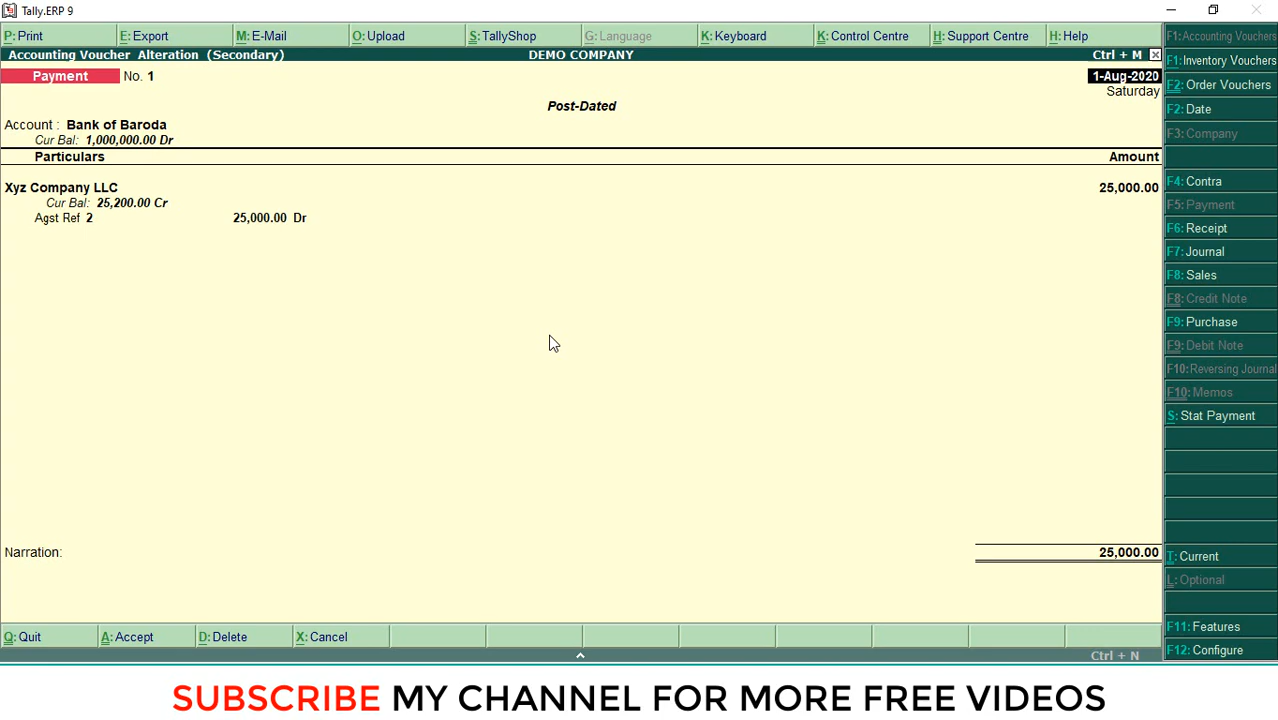 Tally.ERP 9
P: Print E: Export M: E-Mail O: Upload S: TallyShop G: Language K: Keyboard K: Control Centre H: Support Centre H: Help
Accounting Voucher Alteration (Secondary) DEMO COMPANY Ctrl + M
Payment No. 1 1-Aug-2020
Saturday
Post-Dated
Account : Bank of Baroda
Cur Bal: 1,000,000.00 Dr
Particulars Amount
Xyz Company LLC 25,000.00
Cur Bal: 25,200.00 Cr
Agst Ref 2 25,000.00 Dr
Narration: 25,000.00
Q: Quit A: Accept D: Delete X: Cancel
Ctrl + N
F1: Accounting Vouchers
F1: Inventory Vouchers
F2: Order Vouchers
F2: Date
F3: Company
F4: Contra
F5: Payment
F6: Receipt
F7: Journal
F8: Sales
F8: Credit Note
F9: Purchase
F9: Debit Note
F10: Reversing Journal
F10: Memos
S: Stat Payment
T: Current
L: Optional
F11: Features
F12: Configure
SUBSCRIBE MY CHANNEL FOR MORE FREE VIDEOS